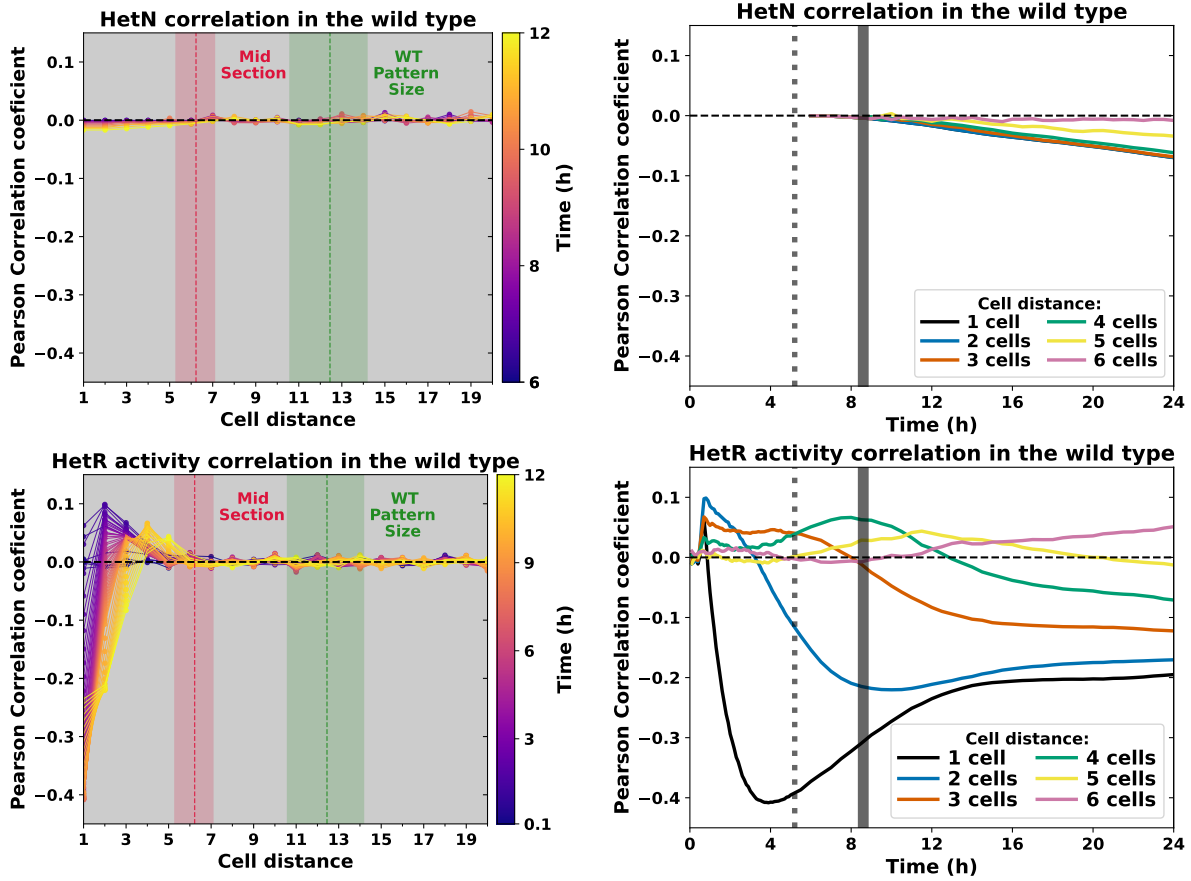 HetN correlation in the wild type
Pearson Correlation coeficient
0.1
0.0
−0.1
−0.2
−0.3
−0.4
Mid
Section
WT
Pattern
Size
1 3 5 7 9 11 13 15 17 19
Cell distance
12
10
8
6
Time (h)
HetN correlation in the wild type
Pearson Correlation coeficient
0.1
0.0
−0.1
−0.2
−0.3
−0.4
Cell distance:
1 cell 4 cells
2 cells 5 cells
3 cells 6 cells
0 4 8 12 16 20 24
Time (h)
HetR activity correlation in the wild type
Pearson Correlation coeficient
0.1
0.0
−0.1
−0.2
−0.3
−0.4
Mid
Section
WT
Pattern
Size
1 3 5 7 9 11 13 15 17 19
Cell distance
12
9
6
3
0.1
Time (h)
HetR activity correlation in the wild type
Pearson Correlation coeficient
0.1
0.0
−0.1
−0.2
−0.3
−0.4
Cell distance:
1 cell 4 cells
2 cells 5 cells
3 cells 6 cells
0 4 8 12 16 20 24
Time (h)